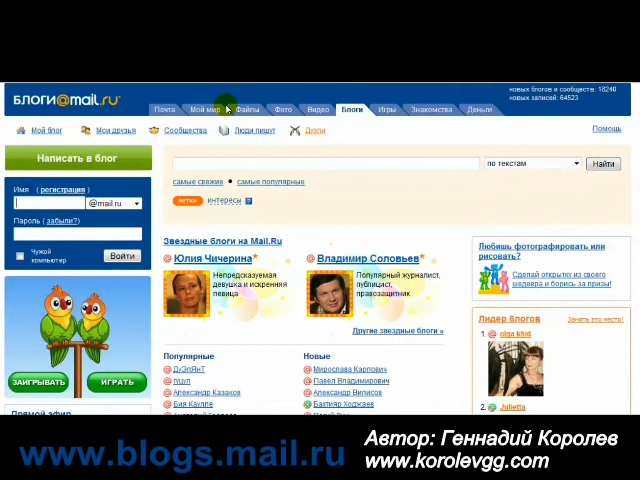 БЛОГИ@mail.ru
новых блогов и сообществ: 18240
новых записей: 64523
Почта Мой мир Файлы Фото Видео Блоги Игры Знакомства Деньги
Мой блог Мои друзья Сообщества Люди пишут Дуэли Помощь
Написать в блог
по текстам Найти
самые свежие • самые популярные
метки интересы ?
Имя ( регистрация )
@mail.ru
Пароль ( забыли? )
Чужой компьютер Войти
Звездные блоги на Mail.Ru
Юлия Чичерина*
Непредсказуемая
девушка и искренняя
певица
Владимир Соловьев*
Популярный журналист,
публицист,
правозащитник
Другие звездные блоги »
Любишь фотографировать или
рисовать?
Сделай открытку из своего
шедевра и борись за призы!
ЗАИГРЫВАТЬ ИГРАТЬ
Прямой эфир
Популярные
ДуЭлЯнТ
Александр Казаков
Бия Каиппе
Новые
Мирослава Карпович
Павел Владимирович
Александр Виписов
Бахтияр Ходжаев
Лидер блогов Занять это место!
1. olga khid
2. Julietta
www.blogs.mail.ru
Автор: Геннадий Королев
www.korolevgg.com